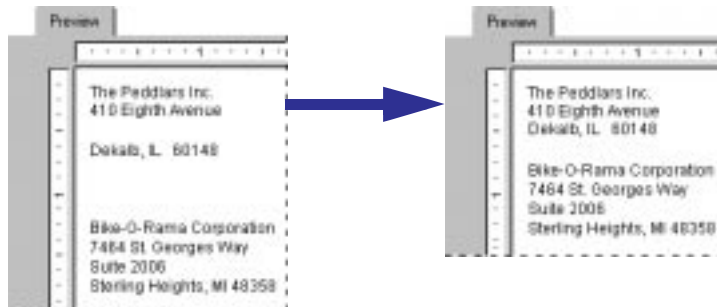 Preview
The Peddlars Inc.
410 Eighth Avenue
Dekalb, IL 60148
Bike-O-Rama Corporation
7464 St. Georges Way
Suite 2006
Sterling Heights, MI 48358
Preview
The Peddlars Inc.
410 Eighth Avenue
Dekalb, IL 60148
Bike-O-Rama Corporation
7464 St. Georges Way
Suite 2006
Sterling Heights, MI 48358